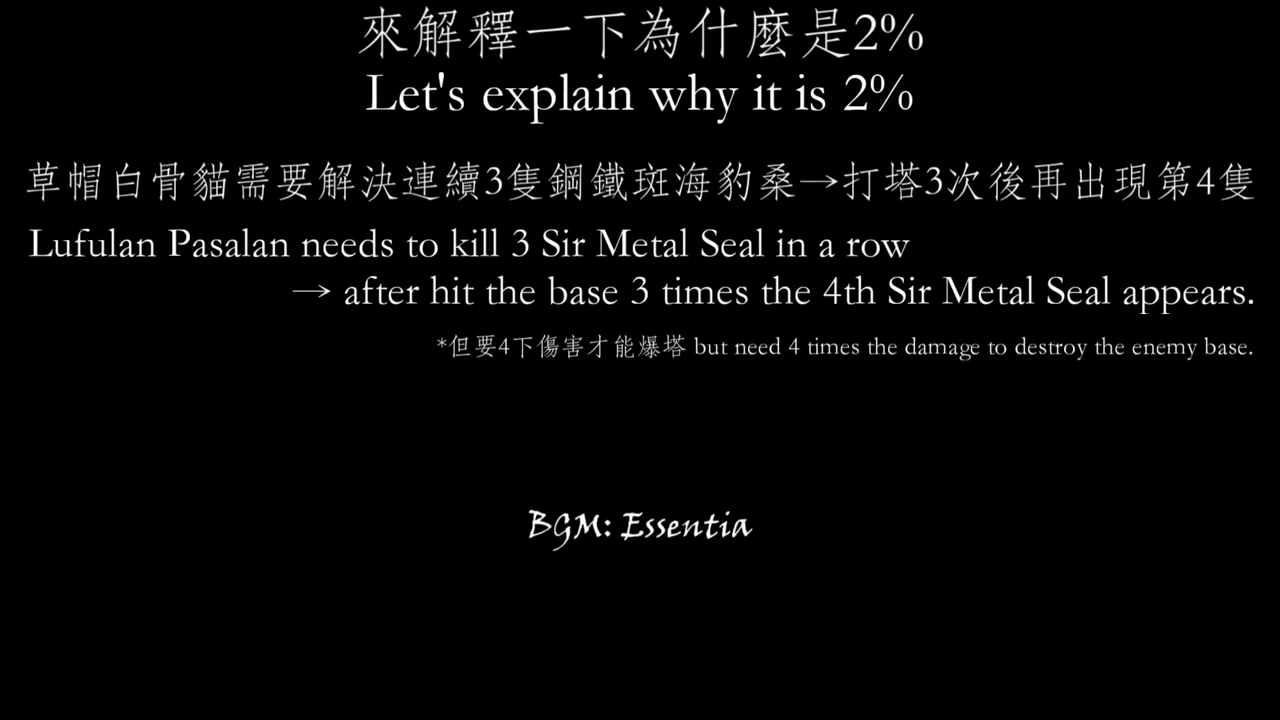 來解釋一下為什麼是2%
Let's explain why it is 2%
草帽白骨貓需要解決連續3隻鋼鐵斑海豹桑→打塔3次後再出現第4隻
Lufulan Pasalan needs to kill 3 Sir Metal Seal in a row
→ after hit the base 3 times the 4th Sir Metal Seal appears.
*但要4下傷害才能爆塔 but need 4 times the damage to destroy the enemy base.
BGM: Essentia